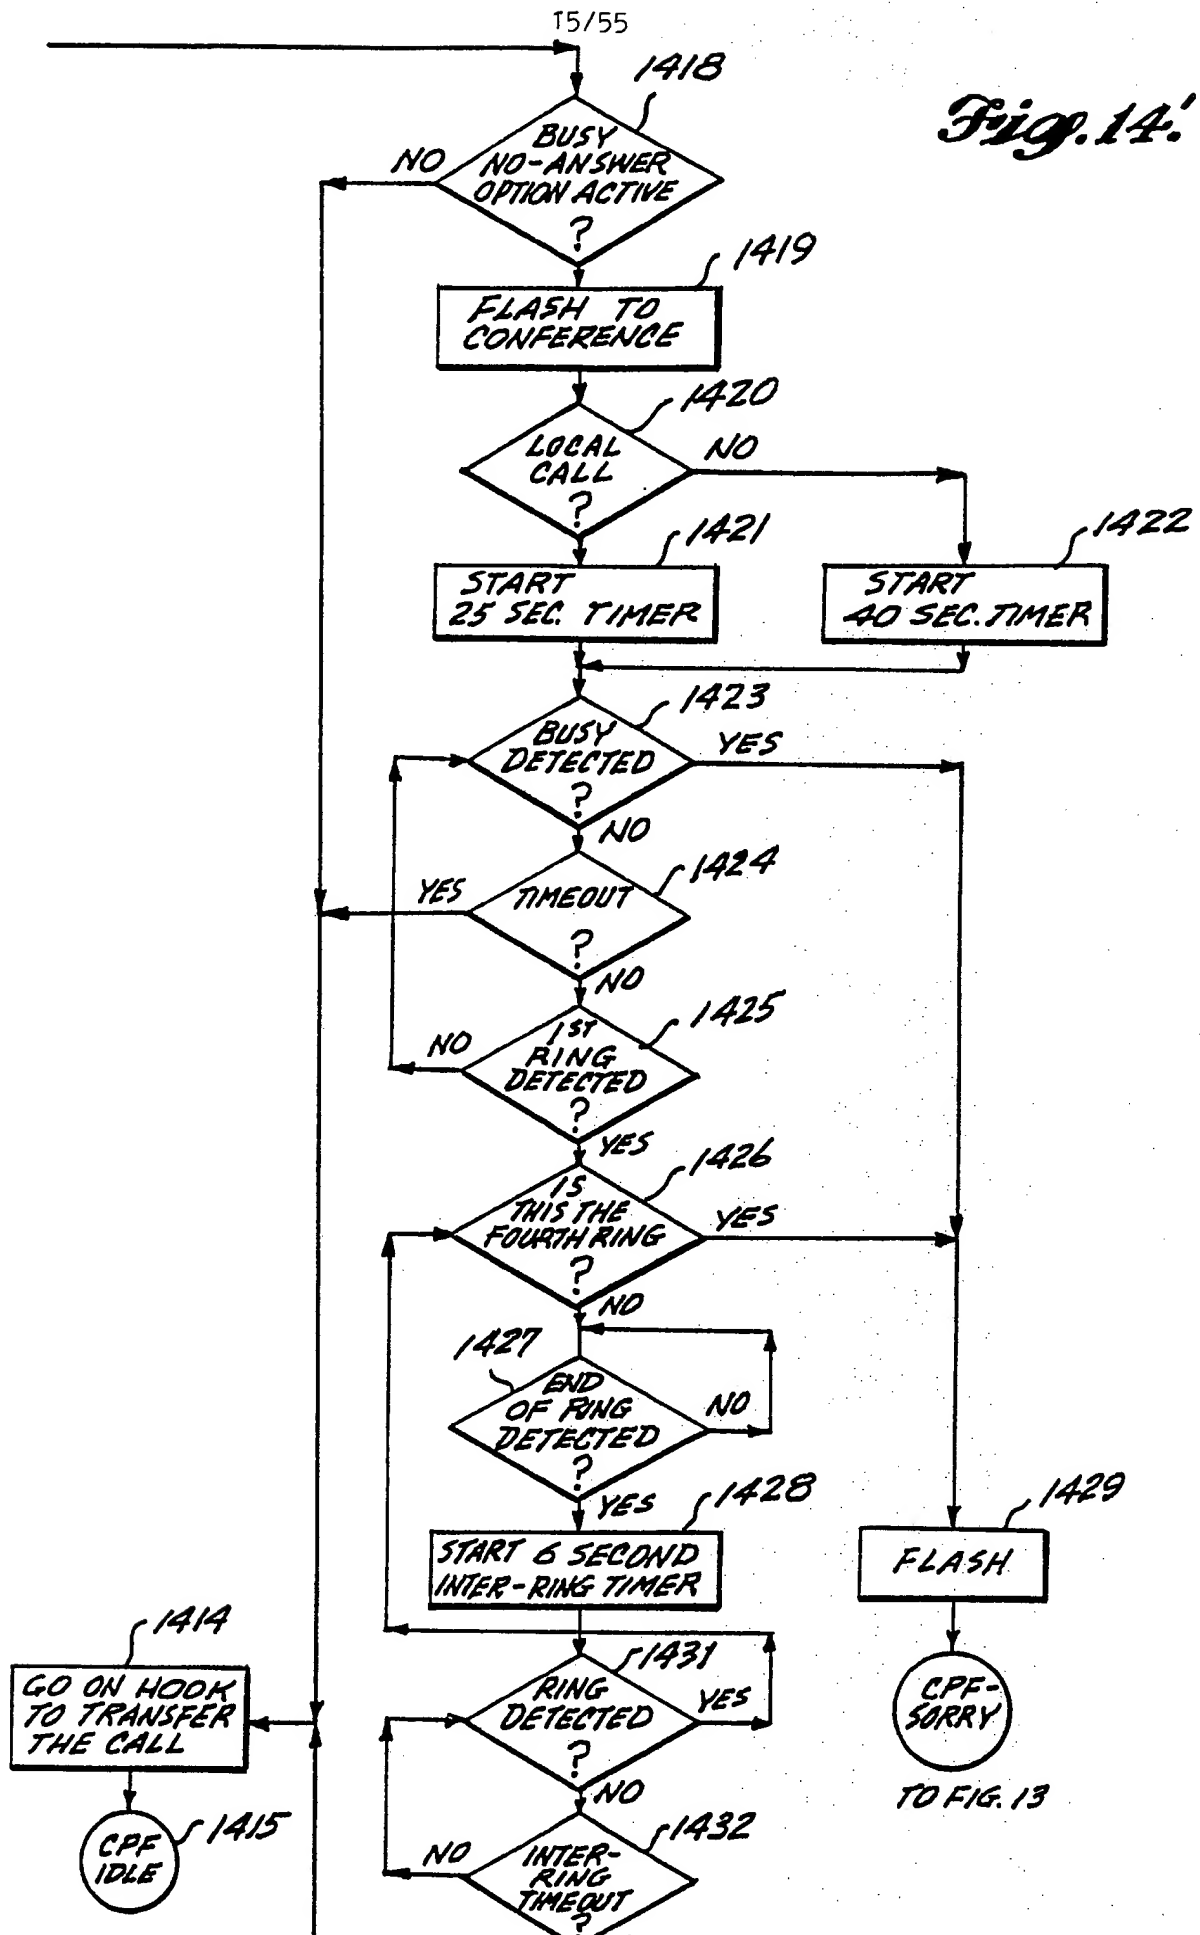 15/55
Fig. 14'.
1418
BUSY
NO-ANSWER
OPTION ACTIVE
?
NO
1419
FLASH TO
CONFERENCE
1420
LOCAL
CALL
?
NO
1421
START
25 SEC. TIMER
1422
START
40 SEC. TIMER
1423
BUSY
DETECTED
?
YES
NO
1424
TIMEOUT
?
YES
NO
1425
1ST
RING
DETECTED
?
NO
YES
1426
IS
THIS THE
FOURTH RING
?
YES
NO
1427
END
OF RING
DETECTED
?
NO
YES
1428
START 6 SECOND
INTER-RING TIMER
1429
FLASH
CPF-
SORRY
TO FIG. 13
1414
GO ON HOOK
TO TRANSFER
THE CALL
1415
CPF
IDLE
1431
RING
DETECTED
?
YES
NO
1432
INTER-
RING
TIMEOUT
?
NO